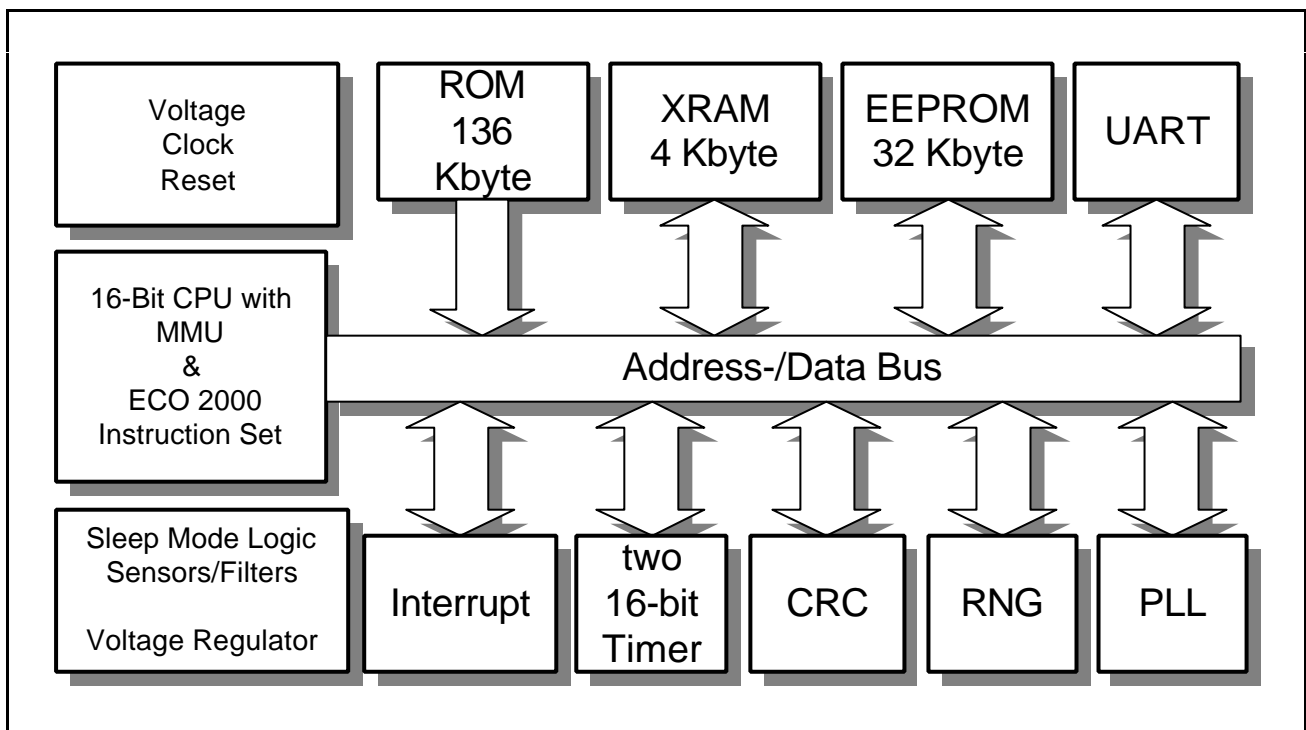 Voltage
Clock
Reset
ROM
136
Kbyte
XRAM
4 Kbyte
EEPROM
32 Kbyte
UART
16-Bit CPU with
MMU
&
ECO 2000
Instruction Set
Address-/Data Bus
Sleep Mode Logic
Sensors/Filters
Voltage Regulator
Interrupt
two
16-bit
Timer
CRC
RNG
PLL